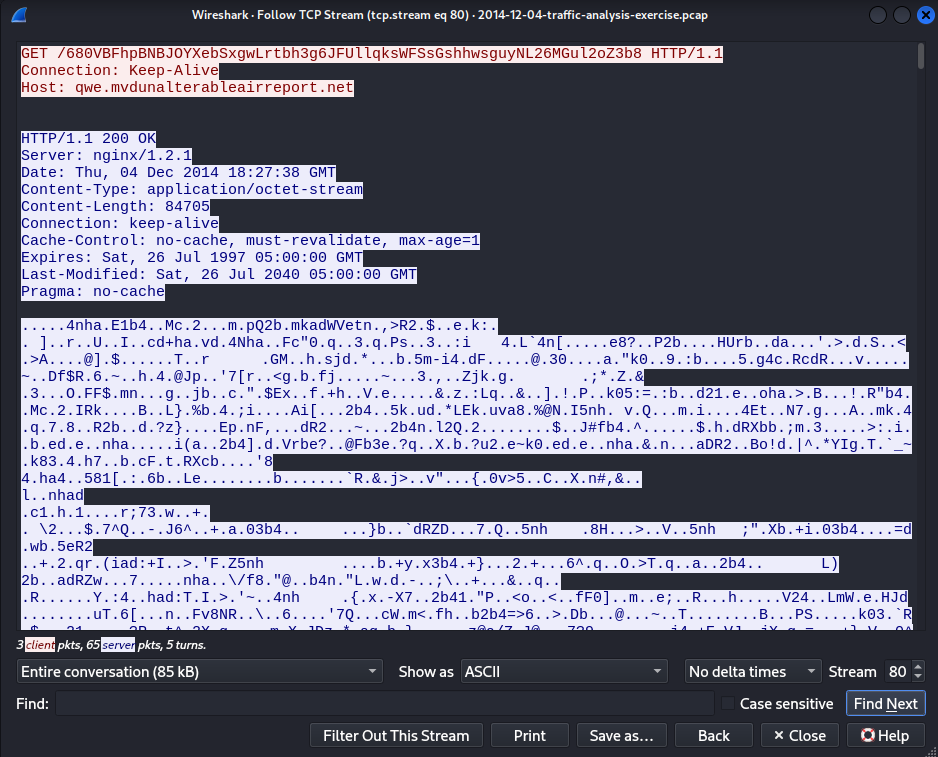 Wireshark · Follow TCP Stream (tcp.stream eq 80) · 2014-12-04-traffic-analysis-exercise.pcap
GET /680VBFhpBNBJOYXebSxgwLrtbh3g6JFUllqksWFSsGshhwsguyNL26MGul2oZ3b8 HTTP/1.1
Connection: Keep-Alive
Host: qwe.mvdunalterableairreport.net
HTTP/1.1 200 OK
Server: nginx/1.2.1
Date: Thu, 04 Dec 2014 18:27:38 GMT
Content-Type: application/octet-stream
Content-Length: 84705
Connection: keep-alive
Cache-Control: no-cache, must-revalidate, max-age=1
Expires: Sat, 26 Jul 1997 05:00:00 GMT
Last-Modified: Sat, 26 Jul 2040 05:00:00 GMT
Pragma: no-cache
.....4nha.E1b4..Mc.2...m.pQ2b.mkadWVetn.,>R2.$..e.k:.
. ]..r..U..I..cd+ha.vd.4Nha..Fc"0.q..3.q.Ps..3..:i    4.L`4n[.....e8?..P2b....HUrb..da...'.>.d.S..<
.>A....@].$......T..r      .GM..h.sjd.*...b.5m-i4.dF.....@.30....a."k0..9.:b....5.g4c.RcdR...v.....
~..Df$R.6.~..h.4.@Jp..'7[r..<g.b.fj.....~...3.,..Zjk.g.        .;*.Z.&
.3...O.FF$.mn...g..jb..c.".$Ex..f.+h..V.e.....&.z.:Lq..&..].!.P..k05:=.:b..d21.e..oha.>.B...!.R"b4.
.Mc.2.IRk....B..L}.%b.4.;i....Ai[...2b4..5k.ud.*LEk.uva8.%@N.I5nh. v.Q...m.i....4Et..N7.g...A..mk.4
.q.7.8..R2b..d.?z}....Ep.nF,...dR2...~...2b4n.l2Q.2........$..J#fb4.^......$.h.dRXbb.;m.3.....>:.i.
.b.ed.e..nha.....i(a..2b4].d.Vrbe?..@Fb3e.?q..X.b.?u2.e~k0.ed.e..nha.&.n...aDR2..Bo!d.|^.*YIg.T.`_~
.k83.4.h7..b.cF.t.RXcb....'8
4.ha4..581[.:.6b..Le........b.......`R.&.j>..v"...{.0v>5..C..X.n#,&..
l..nhad
.c1.h.1....r;73.w..+.
. \2...$.7^Q..-.J6^..+.a.03b4..     ...}b..`dRZD...7.Q..5nh    .8H...>..V..5nh   ;".Xb.+i.03b4....=d
.wb.5eR2
..+.2.qr.(iad:+I..>.'F.Z5nh         ....b.+y.x3b4.+}...2.+...6^.q..O.>T.q..a..2b4..      L)
2b..adRZw...7.....nha..\/f8."@..b4n."L.w.d.-..;\..+...&..q..
.R......Y.:4..had:T.I.>.'~..4nh     .{.x.-X7..2b41."P..<o..<..fF0]..m..e;..R...h.....V24..LmW.e.HJd
........uT.6[...n..Fv8NR..\..6....'7Q...cW.m<.fh..b2b4=>6..>.Db...@...~..T........B...PS.....k03.`R
3 client pkts, 65 server pkts, 5 turns.
Entire conversation (85 kB) Show as ASCII No delta times Stream 80
Find: Case sensitive Find Next
Filter Out This Stream Print Save as… Back Close Help